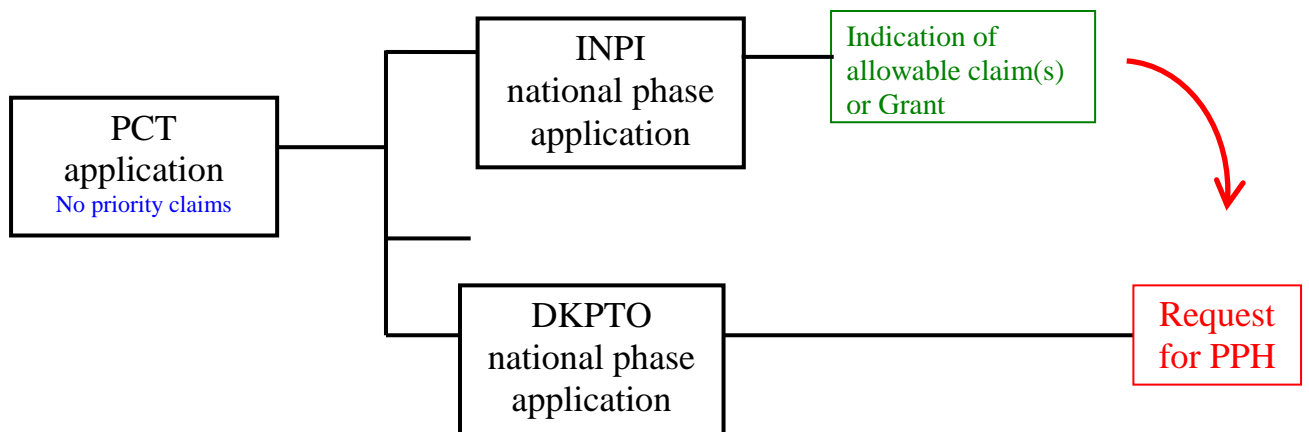 INPI
national phase
application
Indication of
allowable claim(s)
or Grant
PCT
application
No priority claims
DKPTO
national phase
application
Request
for PPH